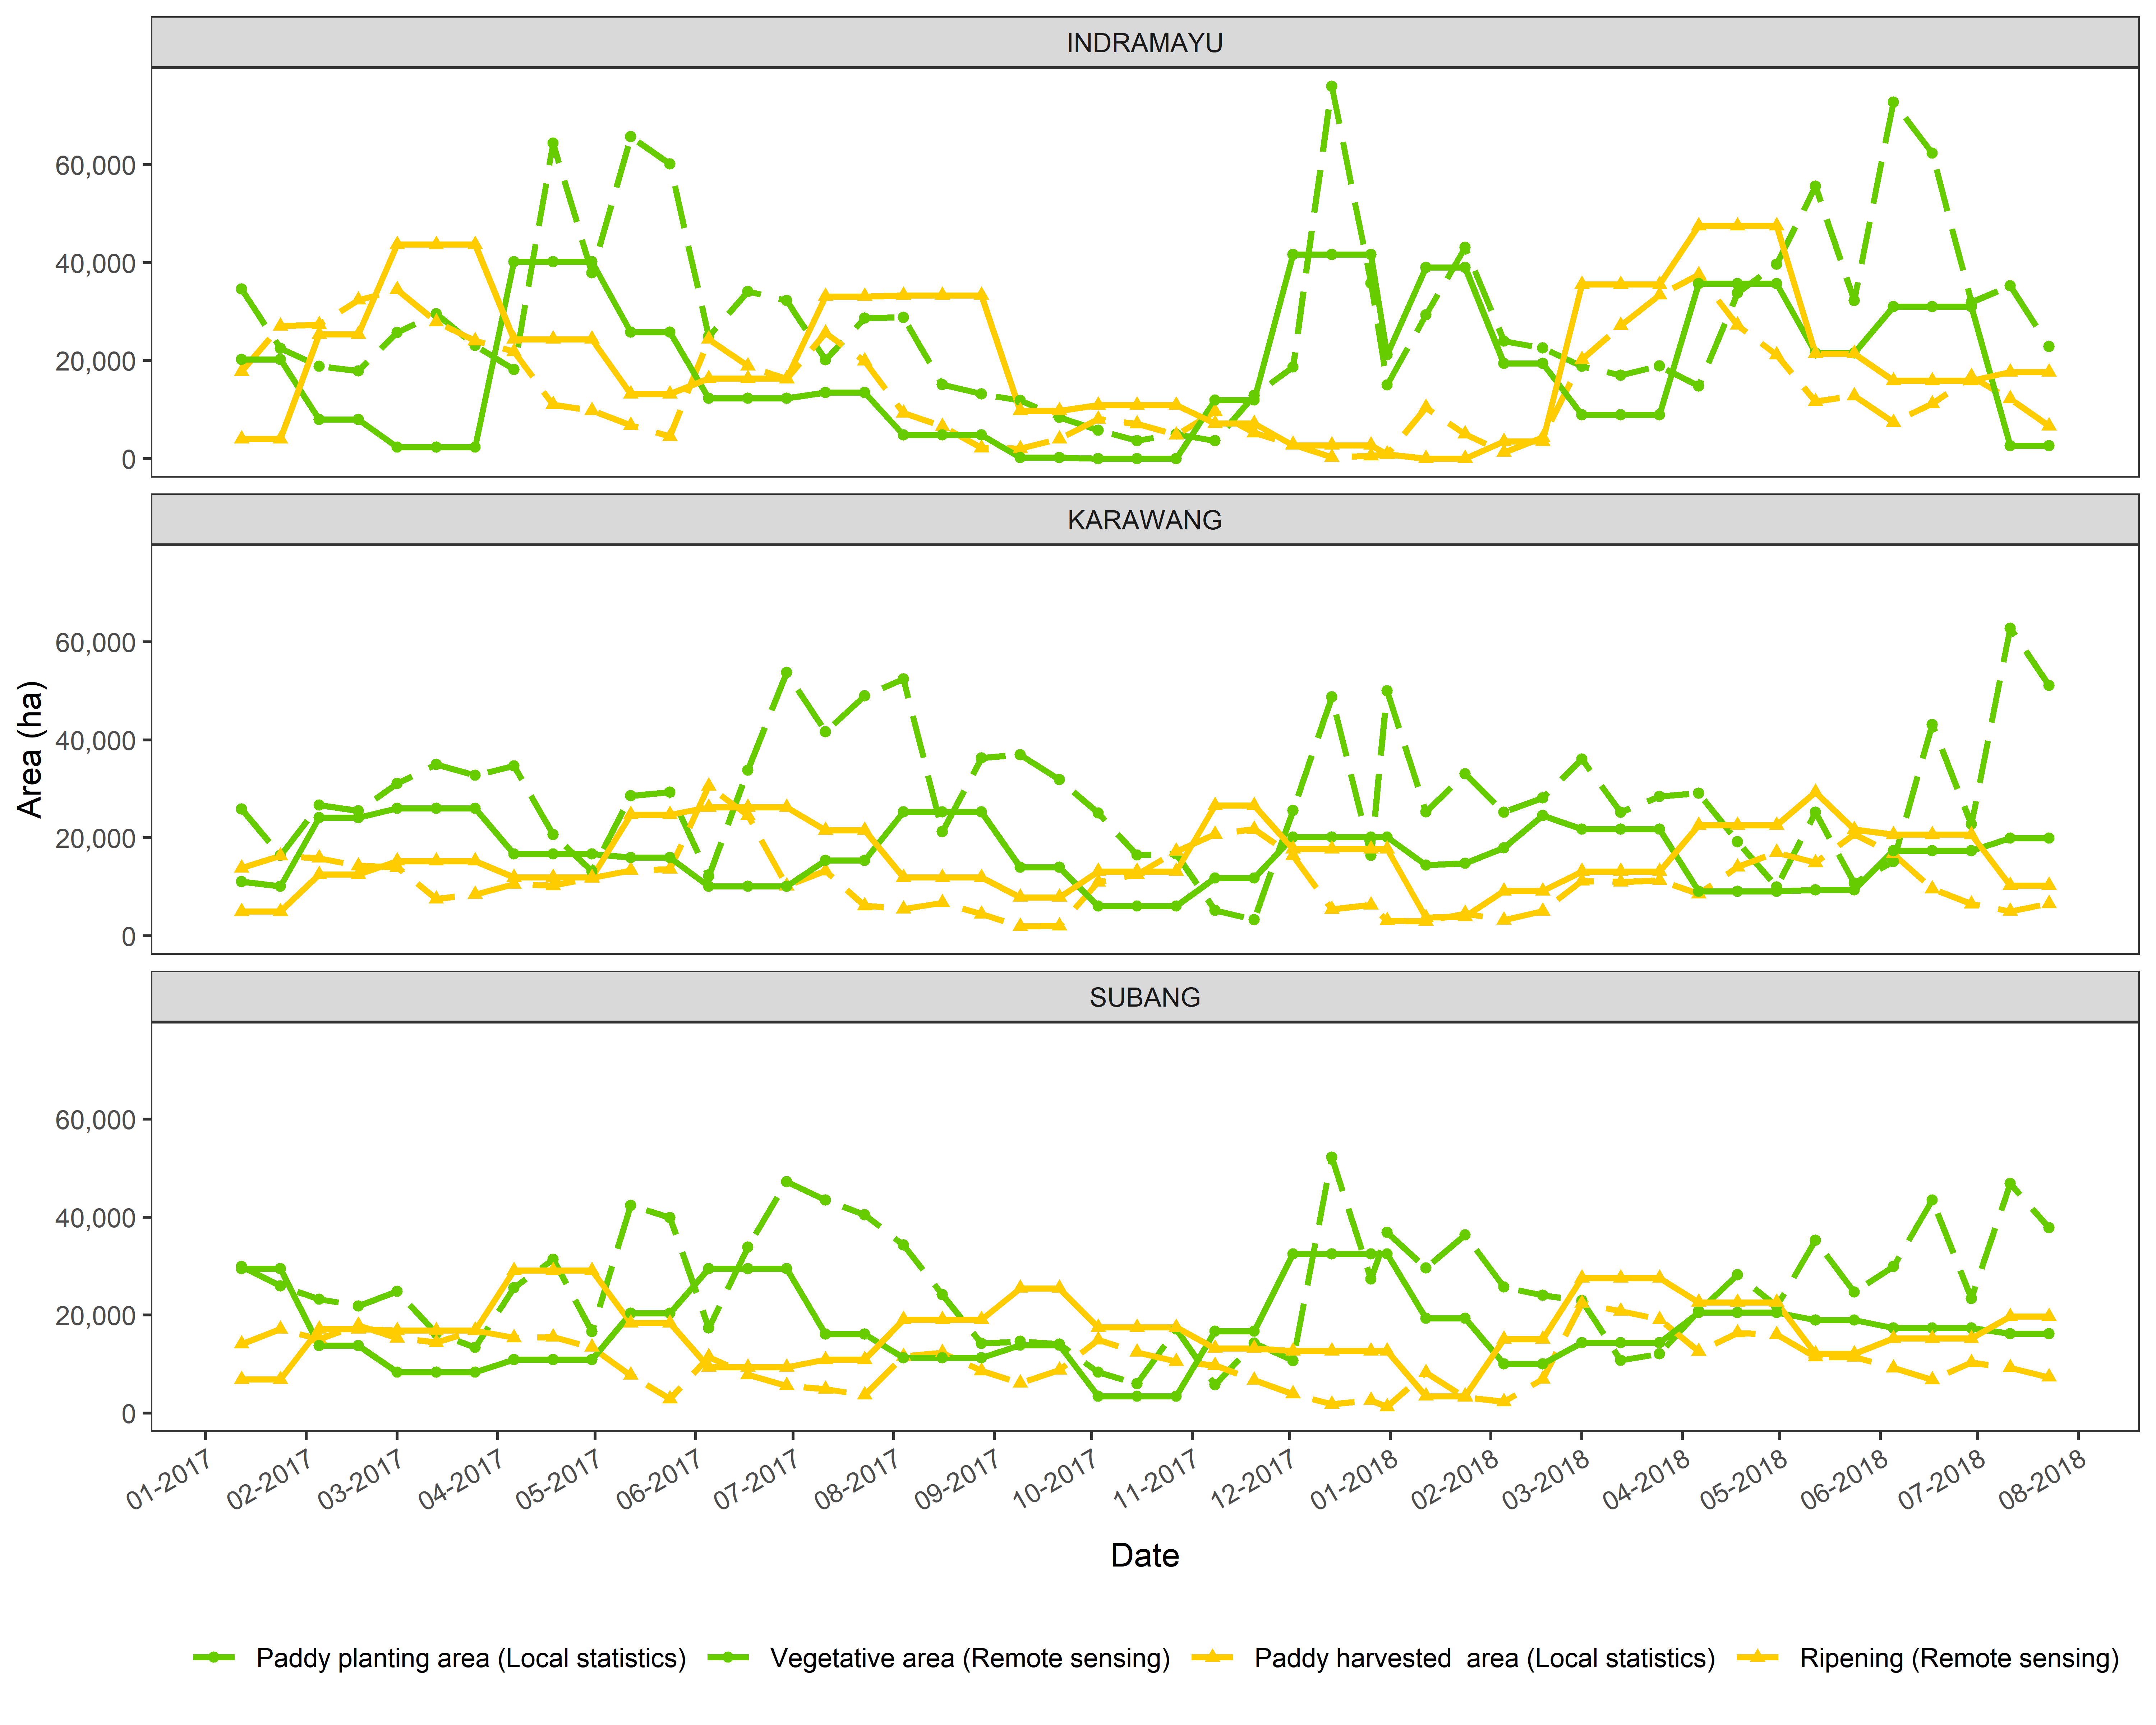 INDRAMAYU
60,000
40,000
20,000
0
KARAWANG
60,000
40,000
20,000
0
SUBANG
60,000
40,000
20,000
0
Area (ha)
01-2017 02-2017 03-2017 04-2017 05-2017 06-2017 07-2017 08-2017 09-2017 10-2017 11-2017 12-2017 01-2018 02-2018 03-2018 04-2018 05-2018 06-2018 07-2018 08-2018
Date
Paddy planting area (Local statistics) Vegetative area (Remote sensing) Paddy harvested  area (Local statistics) Ripening (Remote sensing)